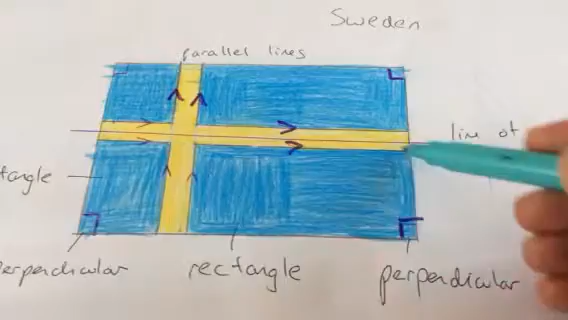 Sweden
parallel lines
line of
tangle
perpendicular
rectangle
perpendicular